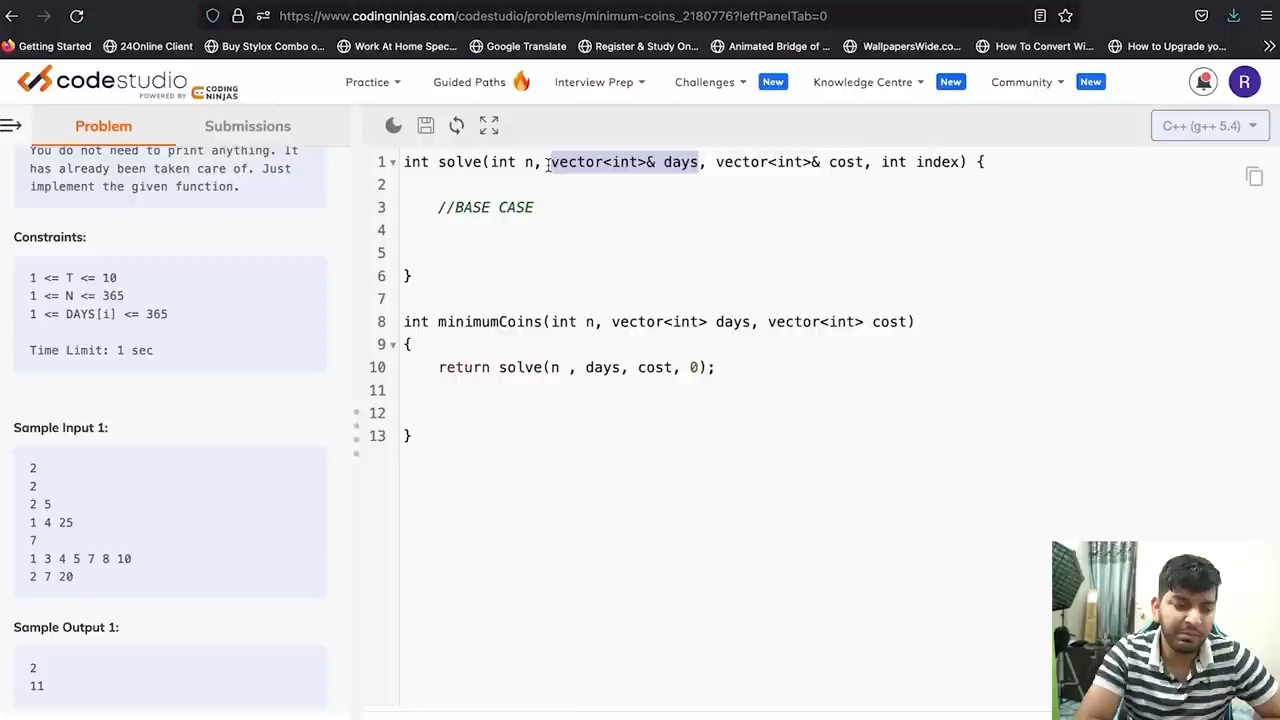 https://www.codingninjas.com/codestudio/problems/minimum-coins_2180776?leftPanelTab=0
Getting Started 24Online Client Buy Stylox Combo o... Work At Home Spec... Google Translate Register & Study On... Animated Bridge of ... WallpapersWide.co... How To Convert Wi... How to Upgrade yo...
codestudio
POWERED BY CODING NINJAS
Practice Guided Paths Interview Prep Challenges New Knowledge Centre New Community New R
Problem Submissions
C++ (g++ 5.4)
You do not need to print anything. It
has already been taken care of. Just
implement the given function.
Constraints:
1 <= T <= 10
1 <= N <= 365
1 <= DAYS[i] <= 365
Time Limit: 1 sec
Sample Input 1:
2
2
2 5
1 4 25
7
1 3 4 5 7 8 10
2 7 20
Sample Output 1:
2
11
1 int solve(int n, vector<int>& days, vector<int>& cost, int index) {
2
3 //BASE CASE
4
5
6 }
7
8 int minimumCoins(int n, vector<int> days, vector<int> cost)
9 {
10 return solve(n , days, cost, 0);
11
12
13 }